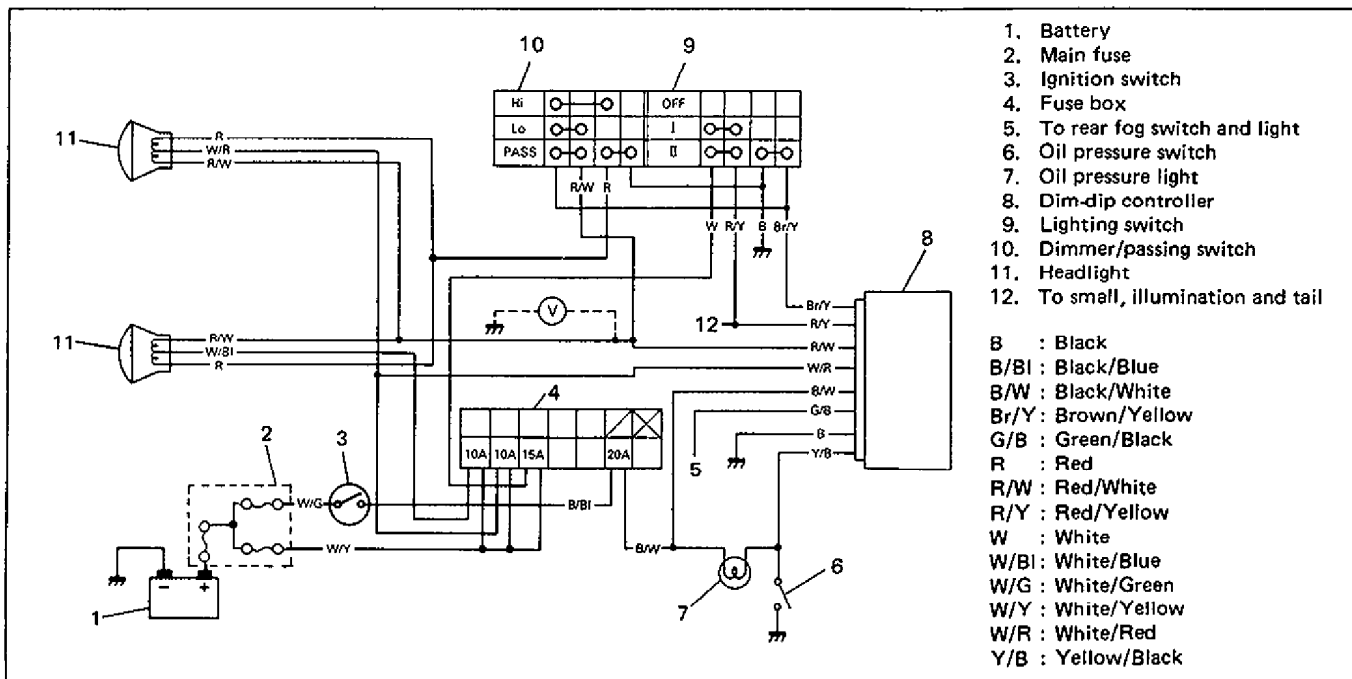 10
9
Hi OFF
Lo I
PASS II
R/W R W R/Y B Br/Y
11 R
W/R
R/W
8
V
12
11 R/W
W/Bl
R
Br/Y
R/Y
R/W
W/R
B/W
G/B
B
Y/B
4
5
10A 10A 15A 20A
2 3
W/G B/Bl
W/Y B/W
- +
1
7
6
1. Battery
2. Main fuse
3. Ignition switch
4. Fuse box
5. To rear fog switch and light
6. Oil pressure switch
7. Oil pressure light
8. Dim-dip controller
9. Lighting switch
10. Dimmer/passing switch
11. Headlight
12. To small, illumination and tail
B : Black
B/Bl : Black/Blue
B/W : Black/White
Br/Y : Brown/Yellow
G/B : Green/Black
R : Red
R/W : Red/White
R/Y : Red/Yellow
W : White
W/Bl : White/Blue
W/G : White/Green
W/Y : White/Yellow
W/R : White/Red
Y/B : Yellow/Black